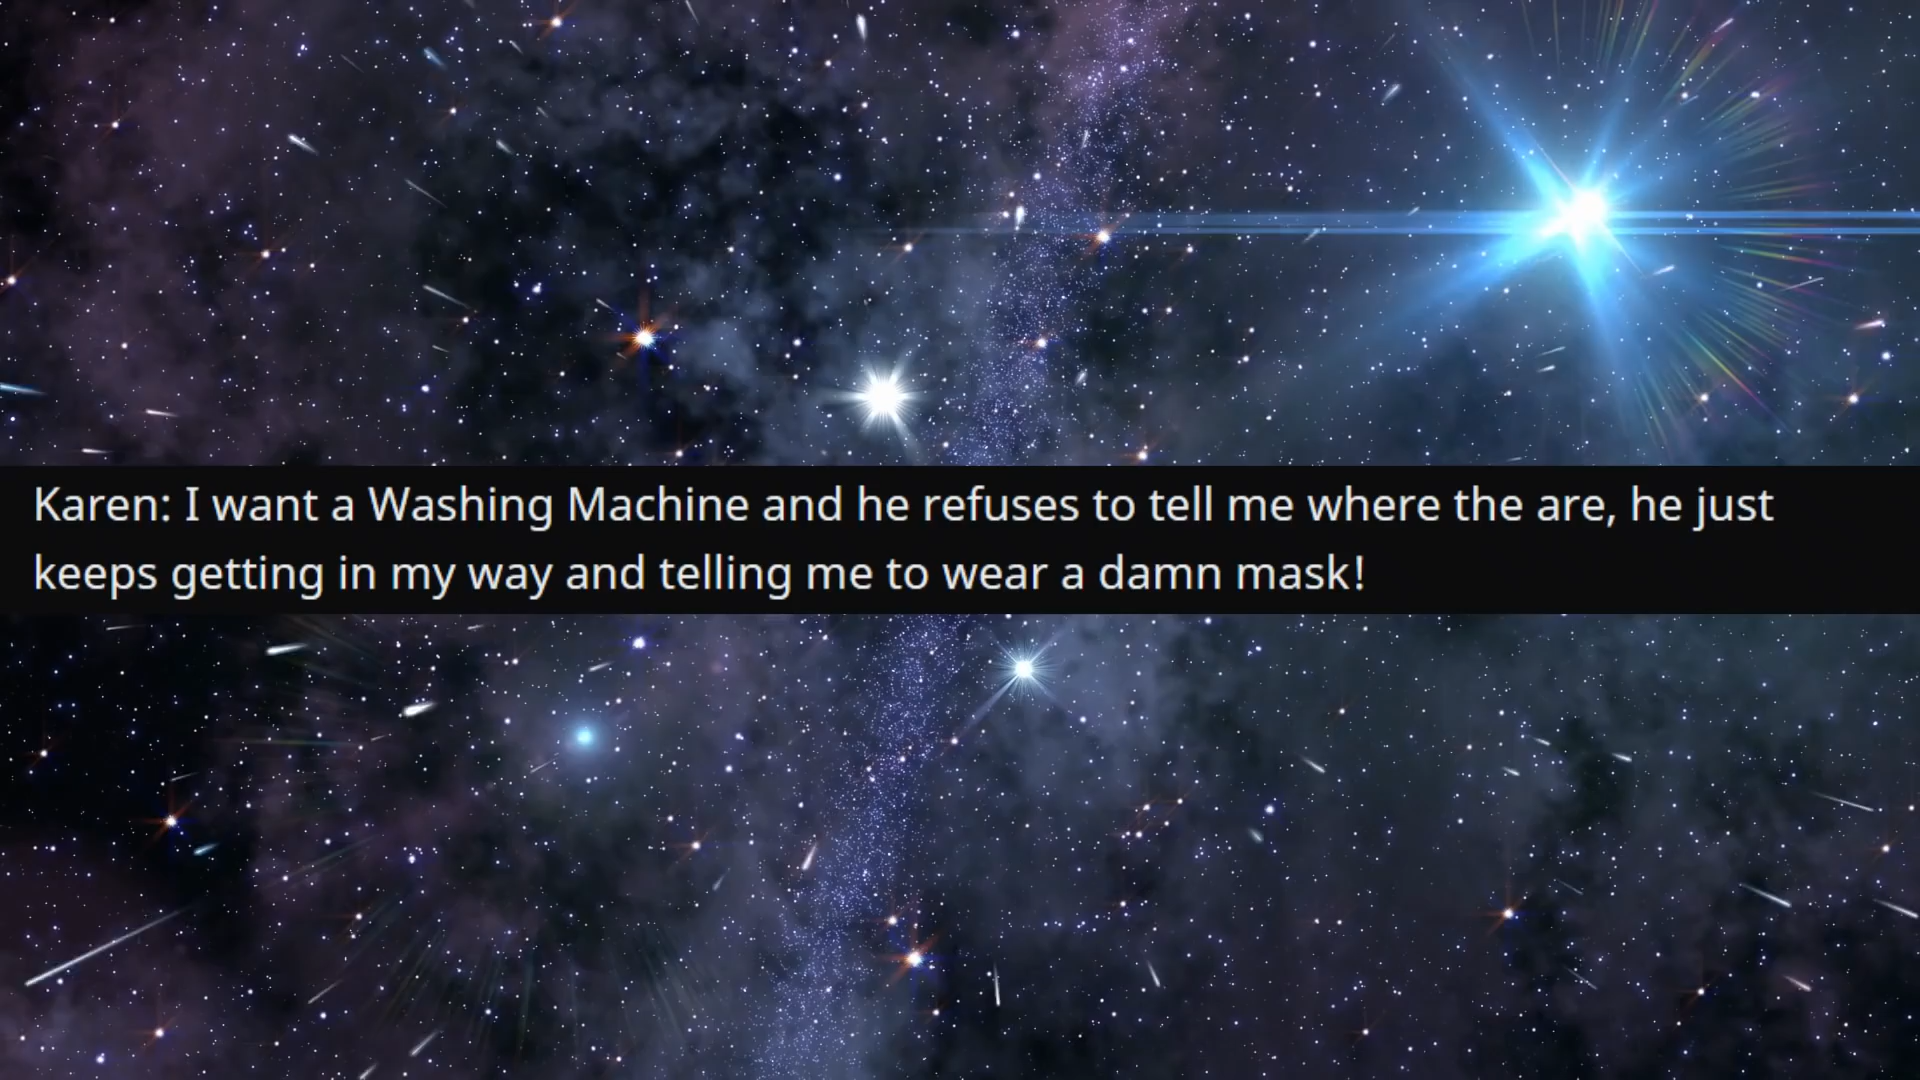 Karen: I want a Washing Machine and he refuses to tell me where the are, he just
keeps getting in my way and telling me to wear a damn mask!